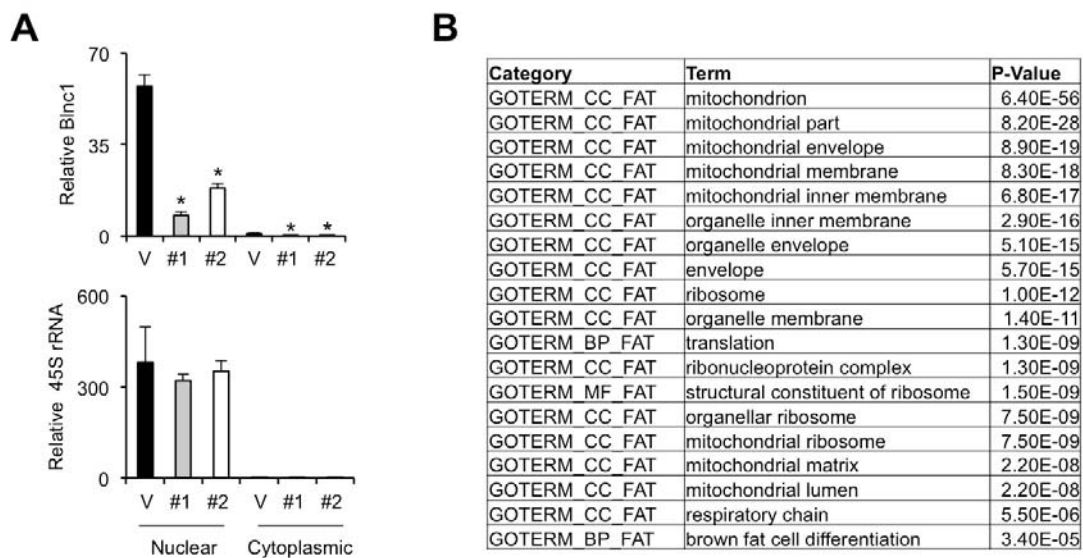 A
70
35
0
Relative Blnc1
*
*
*
*
V #1 #2 V #1 #2
600
300
0
Relative 45S rRNA
V #1 #2 V #1 #2
Nuclear Cytoplasmic
B
Category Term P-Value
GOTERM_CC_FAT mitochondrion 6.40E-56
GOTERM_CC_FAT mitochondrial part 8.20E-28
GOTERM_CC_FAT mitochondrial envelope 8.90E-19
GOTERM_CC_FAT mitochondrial membrane 8.30E-18
GOTERM_CC_FAT mitochondrial inner membrane 6.80E-17
GOTERM_CC_FAT organelle inner membrane 2.90E-16
GOTERM_CC_FAT organelle envelope 5.10E-15
GOTERM_CC_FAT envelope 5.70E-15
GOTERM_CC_FAT ribosome 1.00E-12
GOTERM_CC_FAT organelle membrane 1.40E-11
GOTERM_BP_FAT translation 1.30E-09
GOTERM_CC_FAT ribonucleoprotein complex 1.30E-09
GOTERM_MF_FAT structural constituent of ribosome 1.50E-09
GOTERM_CC_FAT organellar ribosome 7.50E-09
GOTERM_CC_FAT mitochondrial ribosome 7.50E-09
GOTERM_CC_FAT mitochondrial matrix 2.20E-08
GOTERM_CC_FAT mitochondrial lumen 2.20E-08
GOTERM_CC_FAT respiratory chain 5.50E-06
GOTERM_BP_FAT brown fat cell differentiation 3.40E-05